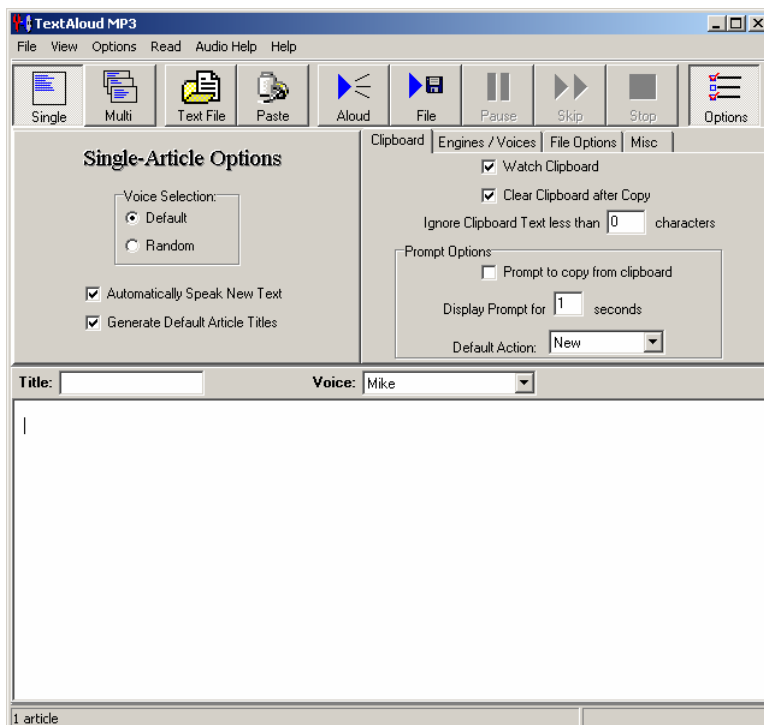 TextAloud MP3
File View Options Read Audio Help Help
Single Multi Text File Paste Aloud File Pause Skip Stop Options
Single-Article Options
Voice Selection:
Default
Random
Automatically Speak New Text
Generate Default Article Titles
Clipboard Engines / Voices File Options Misc
Watch Clipboard
Clear Clipboard after Copy
Ignore Clipboard Text less than 0 characters
Prompt Options
Prompt to copy from clipboard
Display Prompt for 1 seconds
Default Action: New
Title: Voice: Mike
1 article